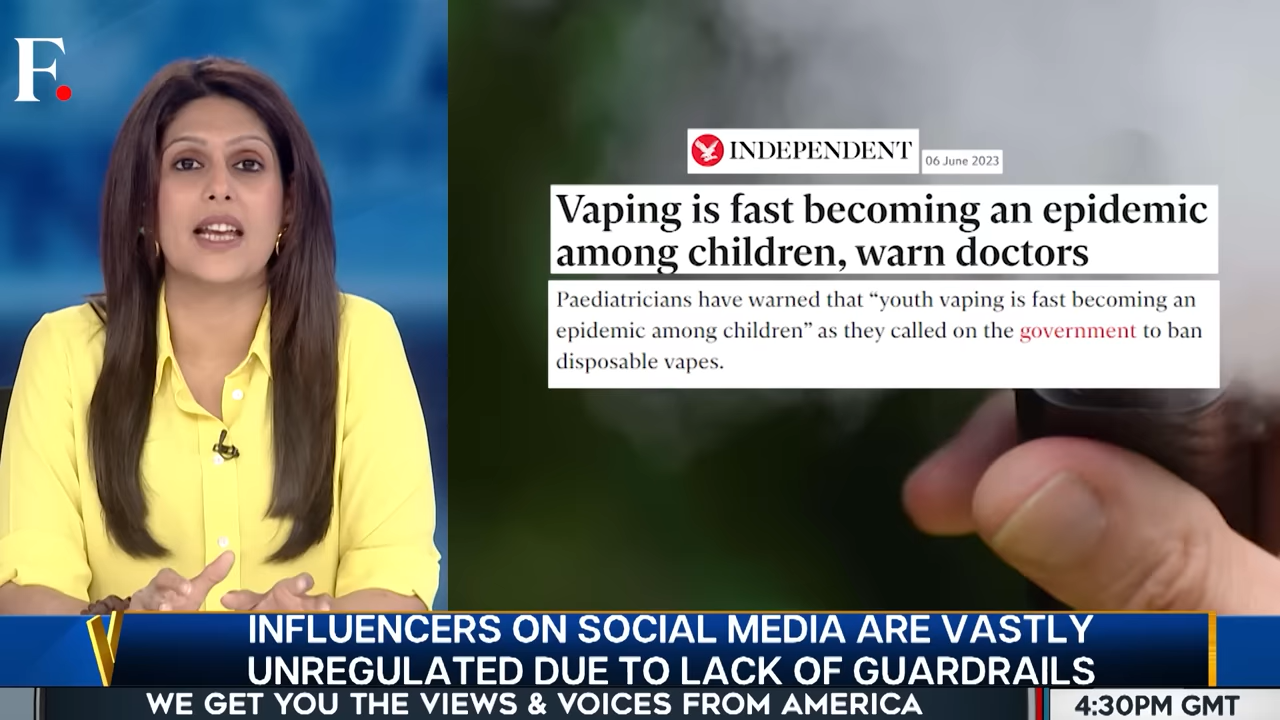 F.
INDEPENDENT
06 June 2023
Vaping is fast becoming an epidemic
among children, warn doctors
Paediatricians have warned that “youth vaping is fast becoming an
epidemic among children” as they called on the government to ban
disposable vapes.
INFLUENCERS ON SOCIAL MEDIA ARE VASTLY
UNREGULATED DUE TO LACK OF GUARDRAILS
WE GET YOU THE VIEWS & VOICES FROM AMERICA
4:30PM GMT